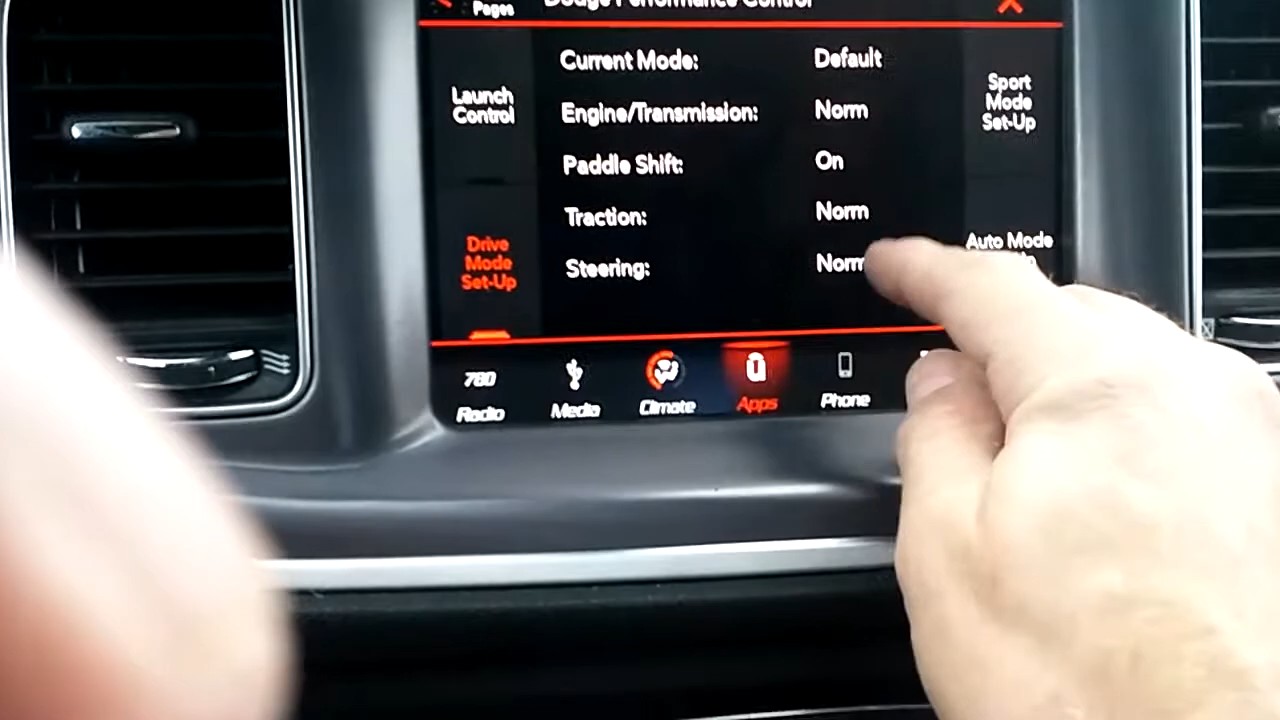 Pages
Dodge Performance Control
Launch
Control
Drive
Mode
Set-Up
Current Mode: Default
Engine/Transmission: Norm
Paddle Shift: On
Traction: Norm
Steering: Norm
Sport
Mode
Set-Up
Auto Mode
780
Radio
Media
Climate
Apps
Phone